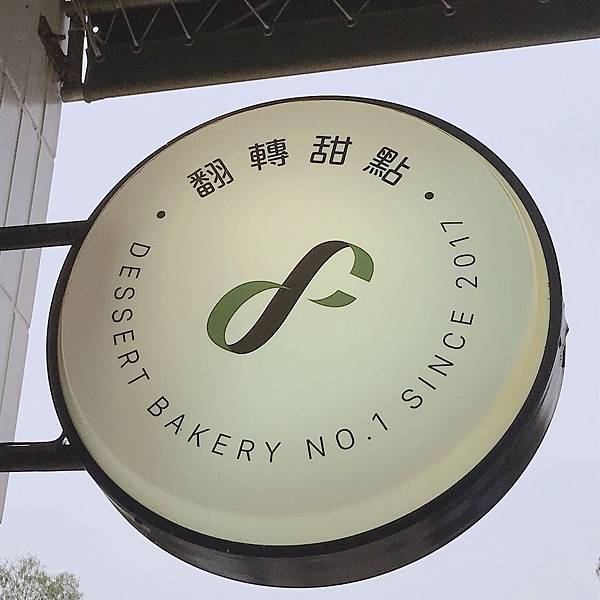 翻轉甜點
DESSERT BAKERY NO.1 SINCE 2017